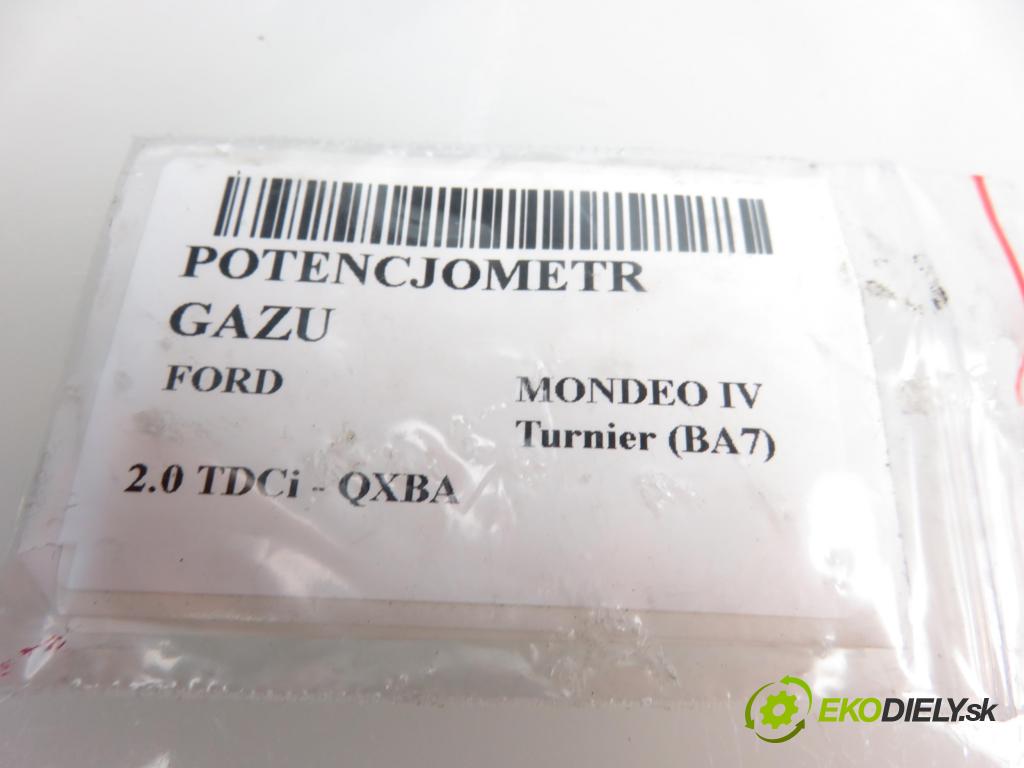 POTENCJOMETR
GAZU
FORD MONDEO IV
Turnier (BA7)
2.0 TDCi - QXBA
EKODIELY.sk